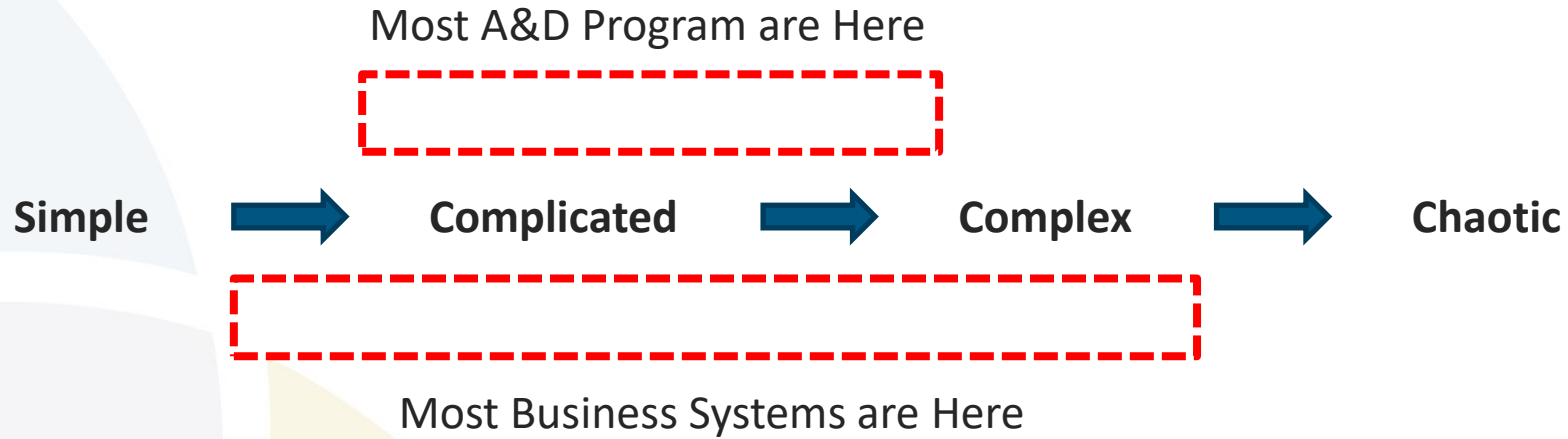 Most A&D Program are Here
Simple Complicated Complex Chaotic
Most Business Systems are Here